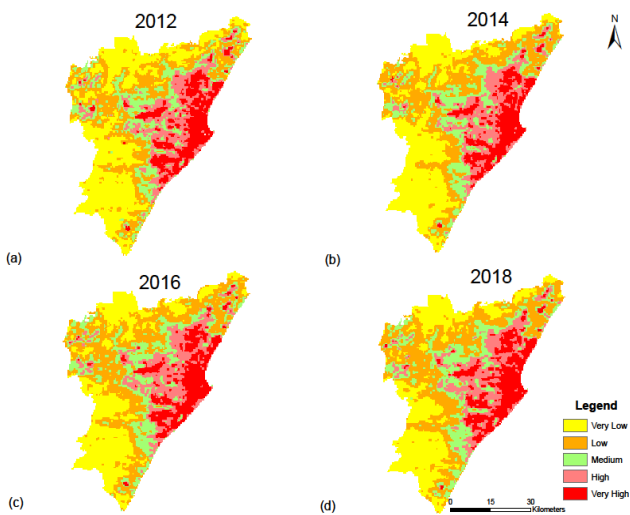 2012
2014
N
(a)
(b)
2016
2018
Legend
Very Low
Low
Medium
High
Very High
(c)
(d)
0 15 30
Kilometers